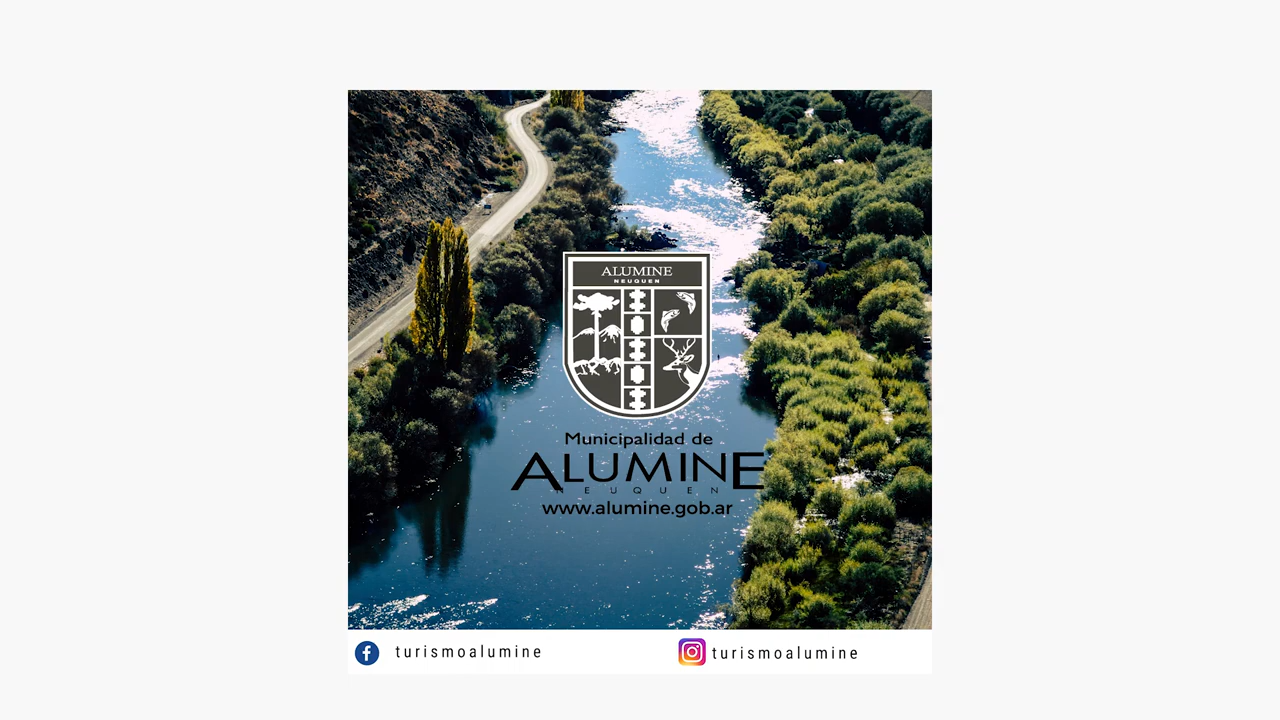 ALUMINE
NEUQUEN
Municipalidad de
ALUMINE
NEUQUEN
www.alumine.gob.ar
turismoalumine
turismoalumine